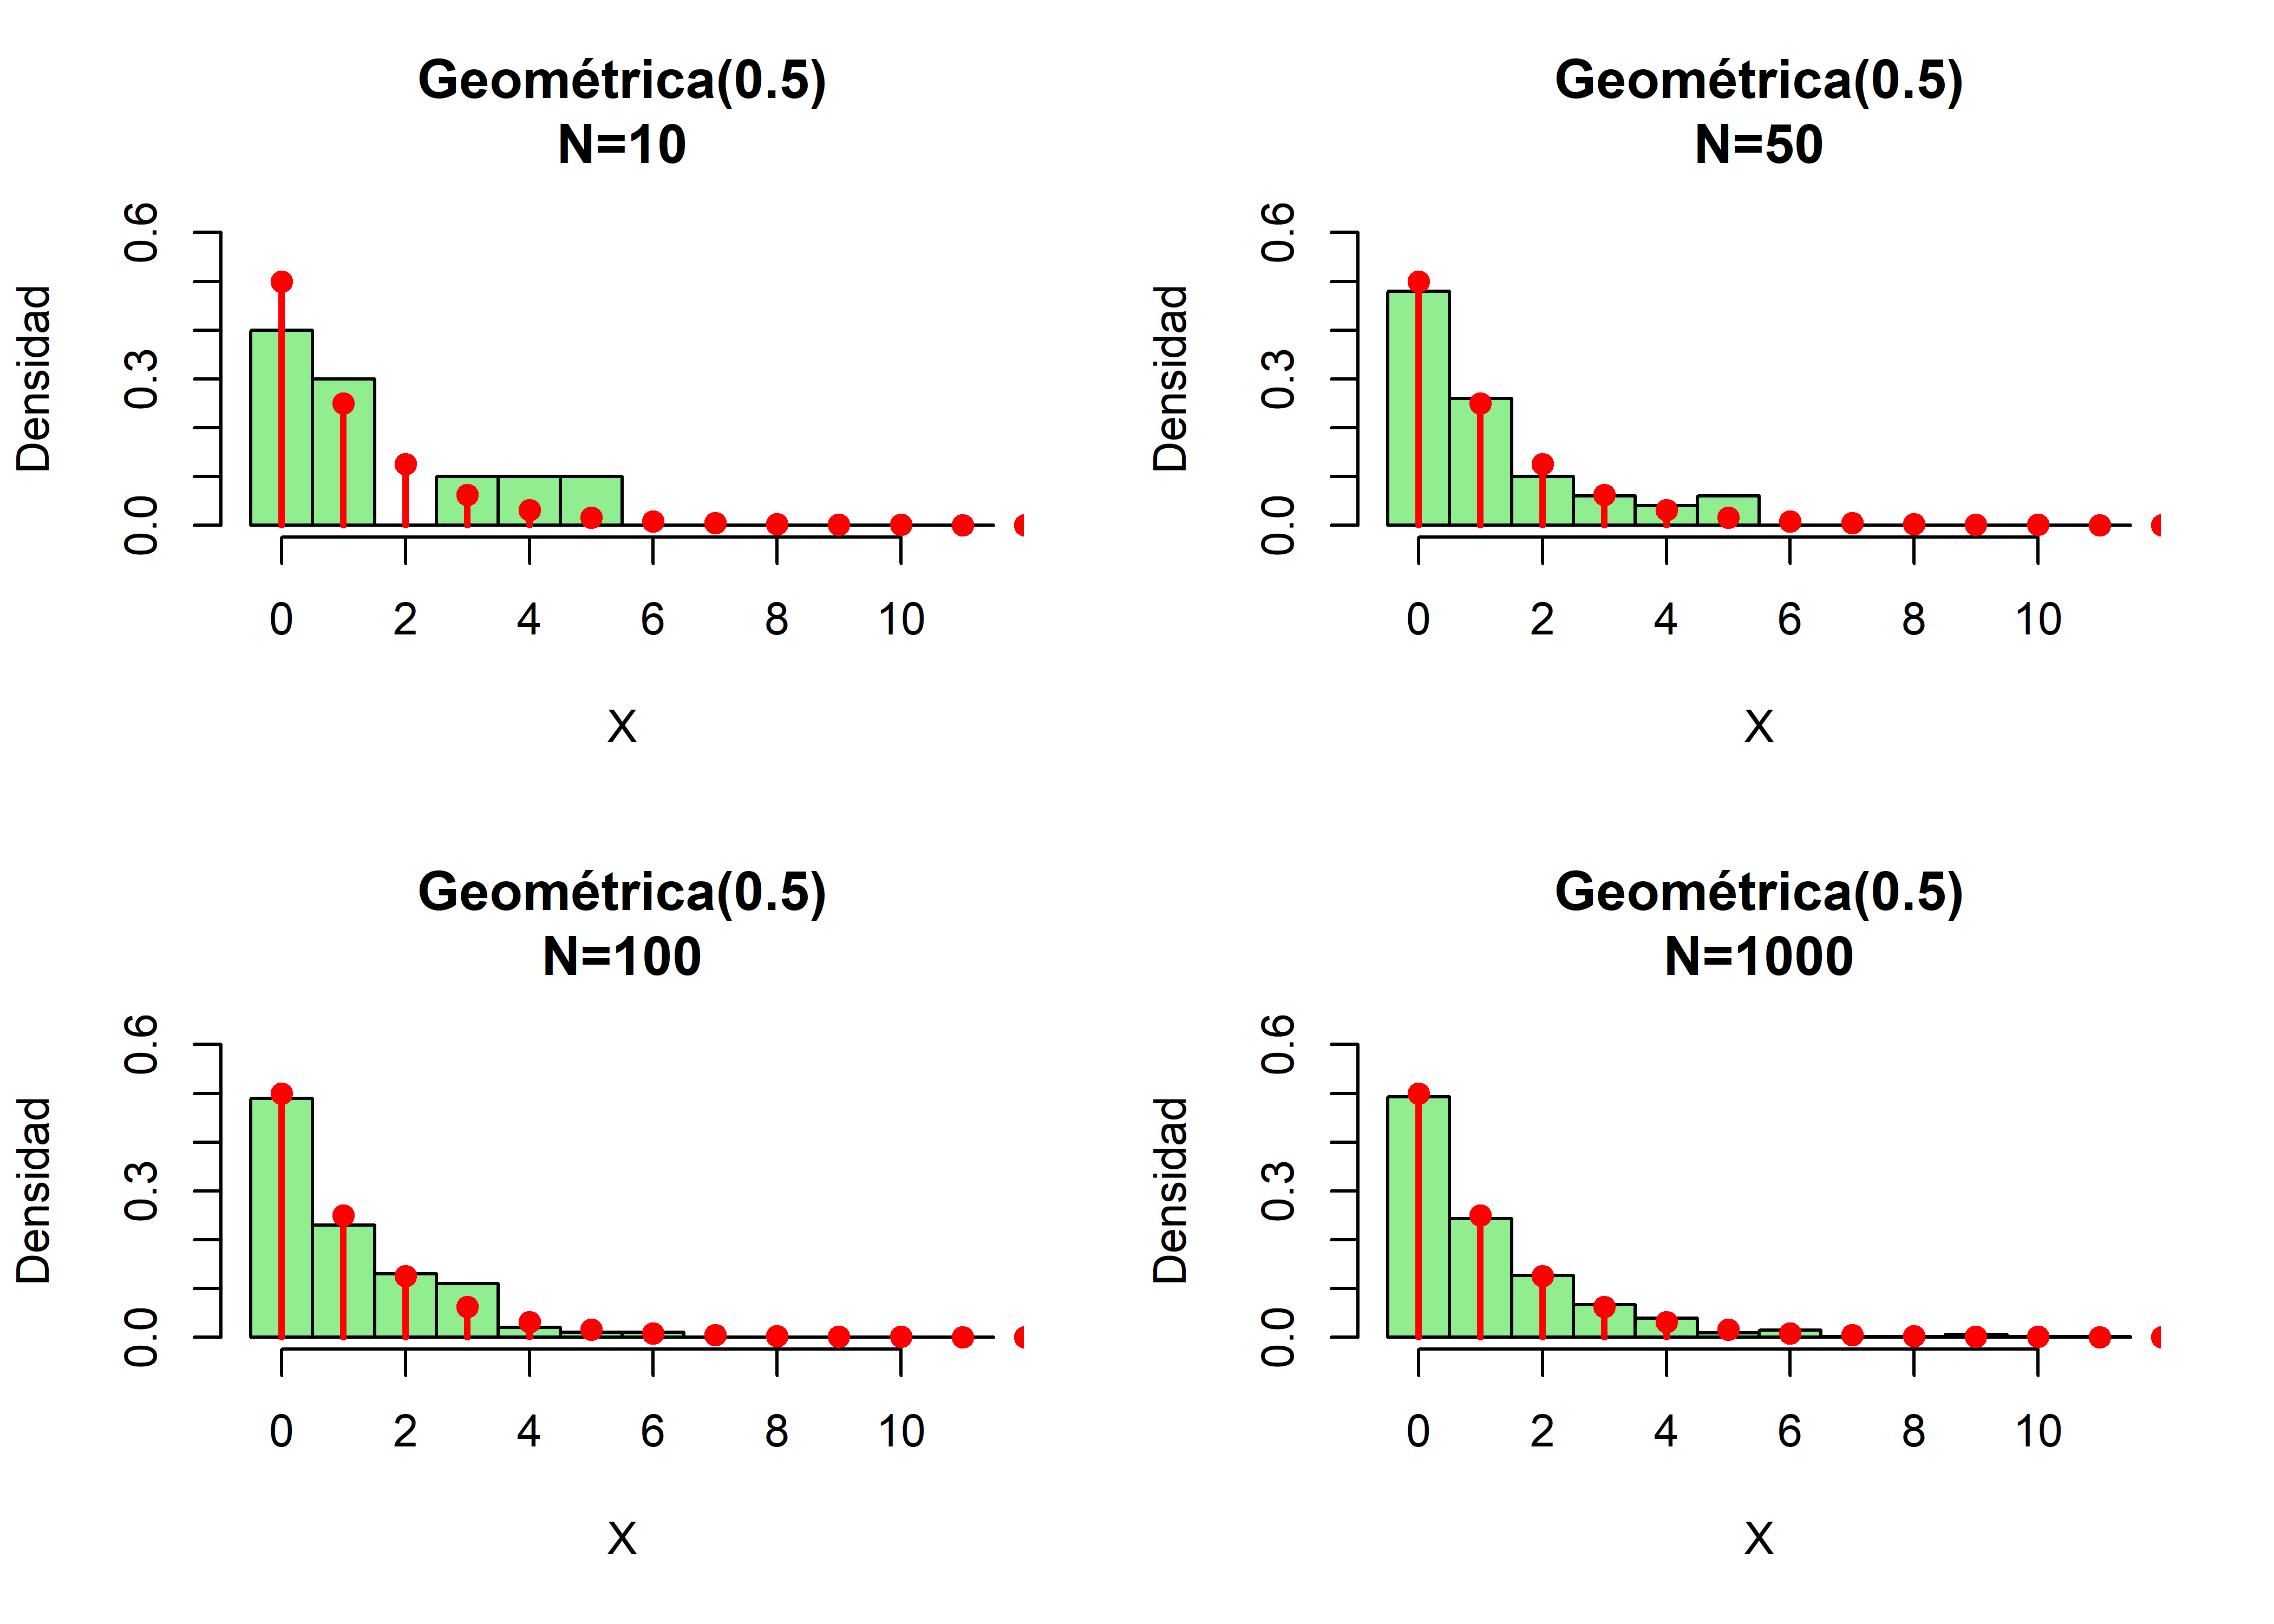 Geométrica(0.5)
N=10
Densidad
0.0 0.3 0.6
0 2 4 6 8 10
X
Geométrica(0.5)
N=50
Densidad
0.0 0.3 0.6
0 2 4 6 8 10
X
Geométrica(0.5)
N=100
Densidad
0.0 0.3 0.6
0 2 4 6 8 10
X
Geométrica(0.5)
N=1000
Densidad
0.0 0.3 0.6
0 2 4 6 8 10
X